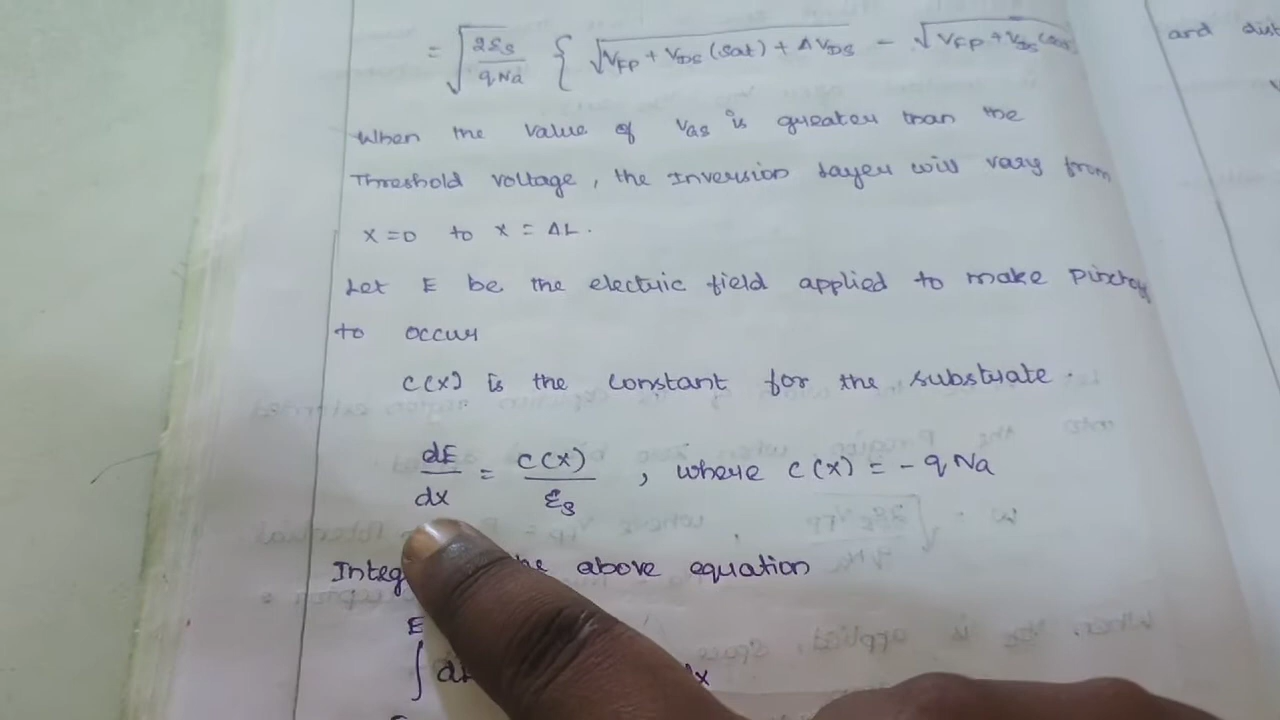 = √(2εs/qNa) { √(VFP + VDS (sat) + ΔVDS) - √(VFP + VDS (sat)
and
When the value of VGS is greater than the
Threshold voltage, the Inversion layer will vary from
x = 0 to x = ΔL.
Let E be the electric field applied to make Pinchoff
to occur
C(x) is the constant for the substrate.
dE/dx = C(x)/εs , where C(x) = - qNa
above equation
E
∫